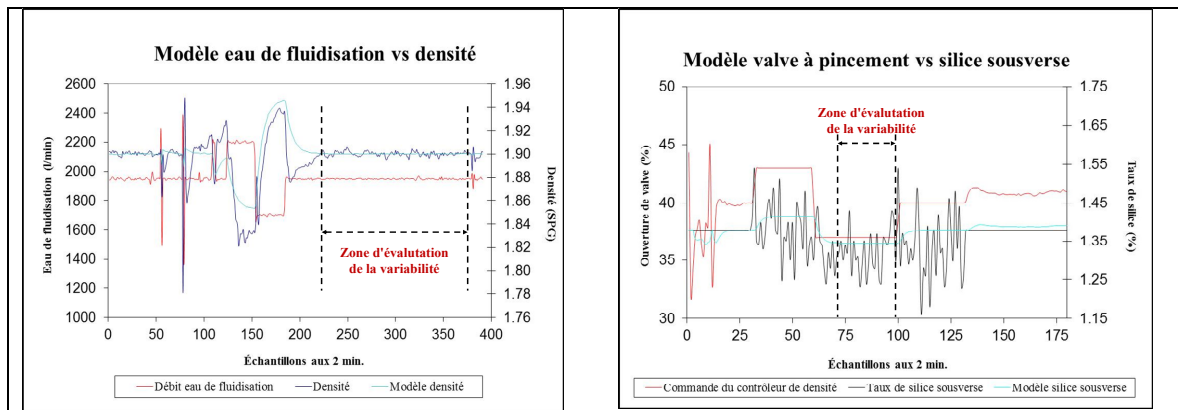 Modèle eau de fluidisation vs densité
2600
2400
2200
2000
1800
1600
1400
1200
1000
1.96
1.94
1.92
1.90
1.88
1.86
1.84
1.82
1.80
1.78
1.76
Eau de fluidisation (l/min)
Densité (SPG)
Zone d'évalutation
de la variabilité
0 50 100 150 200 250 300 350 400
Échantillons aux 2 min.
Débit eau de fluidisation Densité Modèle densité
Modèle valve à pincement vs silice sousverse
50
45
40
35
30
1.75
1.65
1.55
1.45
1.35
1.25
1.15
Ouverture de valve (%)
Taux de silice (%)
Zone d'évalutation
de la variabilité
0 25 50 75 100 125 150 175
Échantillons aux 2 min.
Commande du contrôleur de densité Taux de silice sousverse Modèle silice sousverse